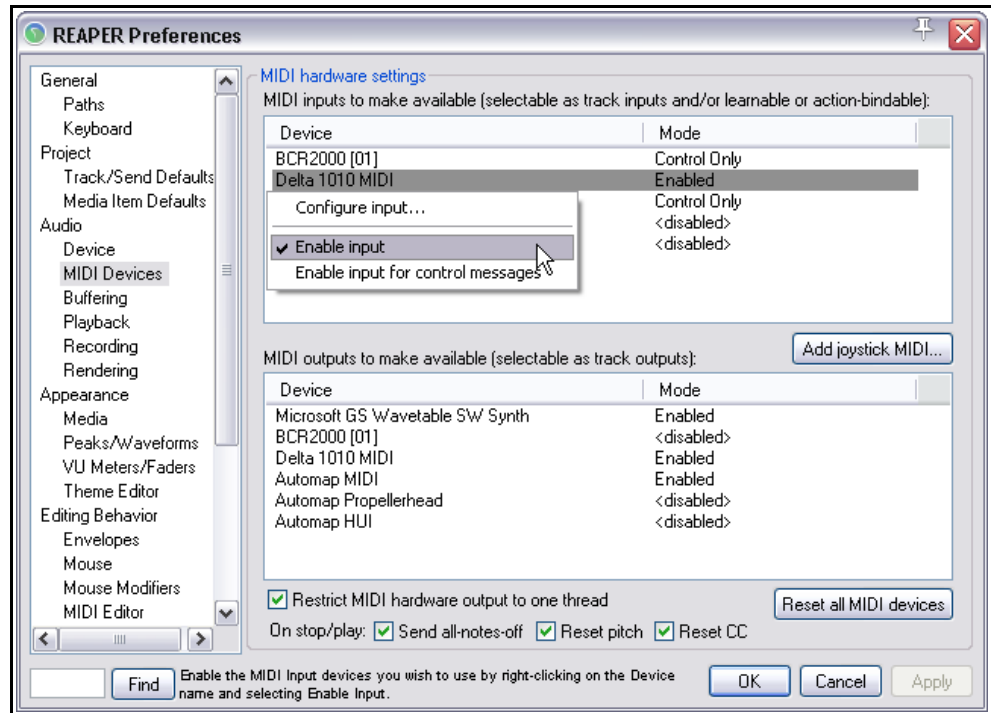 REAPER Preferences
General
Paths
Keyboard
Project
Track/Send Defaults
Media Item Defaults
Audio
Device
MIDI Devices
Buffering
Playback
Recording
Rendering
Appearance
Media
Peaks/Waveforms
VU Meters/Faders
Theme Editor
Editing Behavior
Envelopes
Mouse
Mouse Modifiers
MIDI Editor
MIDI hardware settings
MIDI inputs to make available (selectable as track inputs and/or learnable or action-bindable):
Device Mode
BCR2000 [01] Control Only
Delta 1010 MIDI Enabled
Control Only
<disabled>
<disabled>
Configure input...
Enable input
Enable input for control messages
Add joystick MIDI...
MIDI outputs to make available (selectable as track outputs):
Device Mode
Microsoft GS Wavetable SW Synth Enabled
BCR2000 [01] <disabled>
Delta 1010 MIDI Enabled
Automap MIDI Enabled
Automap Propellerhead <disabled>
Automap HUI <disabled>
Restrict MIDI hardware output to one thread
Reset all MIDI devices
On stop/play: Send all-notes-off Reset pitch Reset CC
Find
Enable the MIDI Input devices you wish to use by right-clicking on the Device
name and selecting Enable Input.
OK Cancel Apply